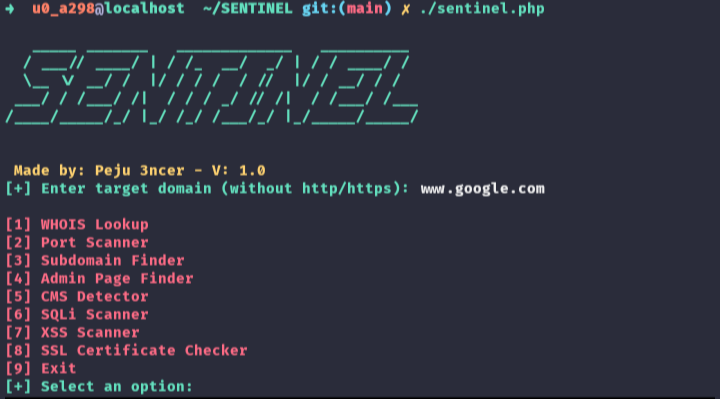 → u0_a298@localhost ~/SENTINEL git:(main) ✗ ./sentinel.php
SENTINEL
Made by: Peju 3ncer - V: 1.0
[+] Enter target domain (without http/https): www.google.com
[1] WHOIS Lookup
[2] Port Scanner
[3] Subdomain Finder
[4] Admin Page Finder
[5] CMS Detector
[6] SQLi Scanner
[7] XSS Scanner
[8] SSL Certificate Checker
[9] Exit
[+] Select an option: